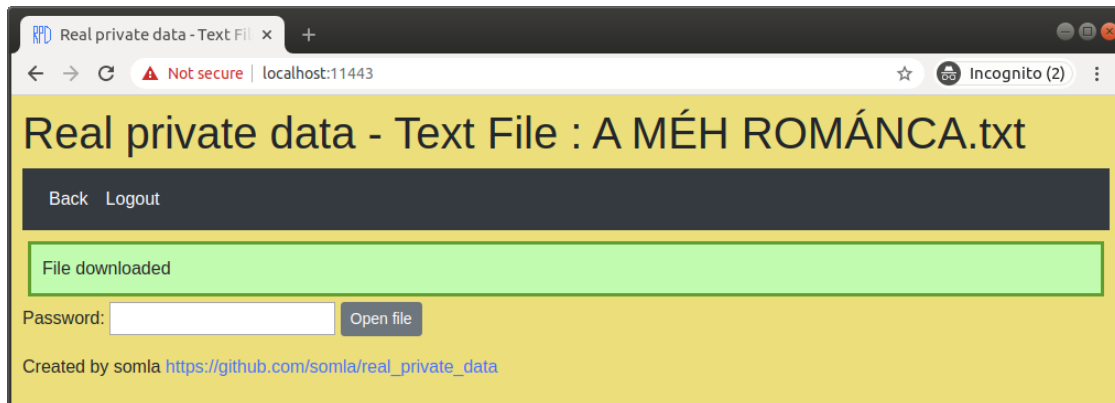 RPD Real private data - Text Fil
Not secure localhost:11443 Incognito (2)
Real private data - Text File : A MÉH ROMÁNCA.txt
Back Logout
File downloaded
Password: Open file
Created by somla https://github.com/somla/real_private_data